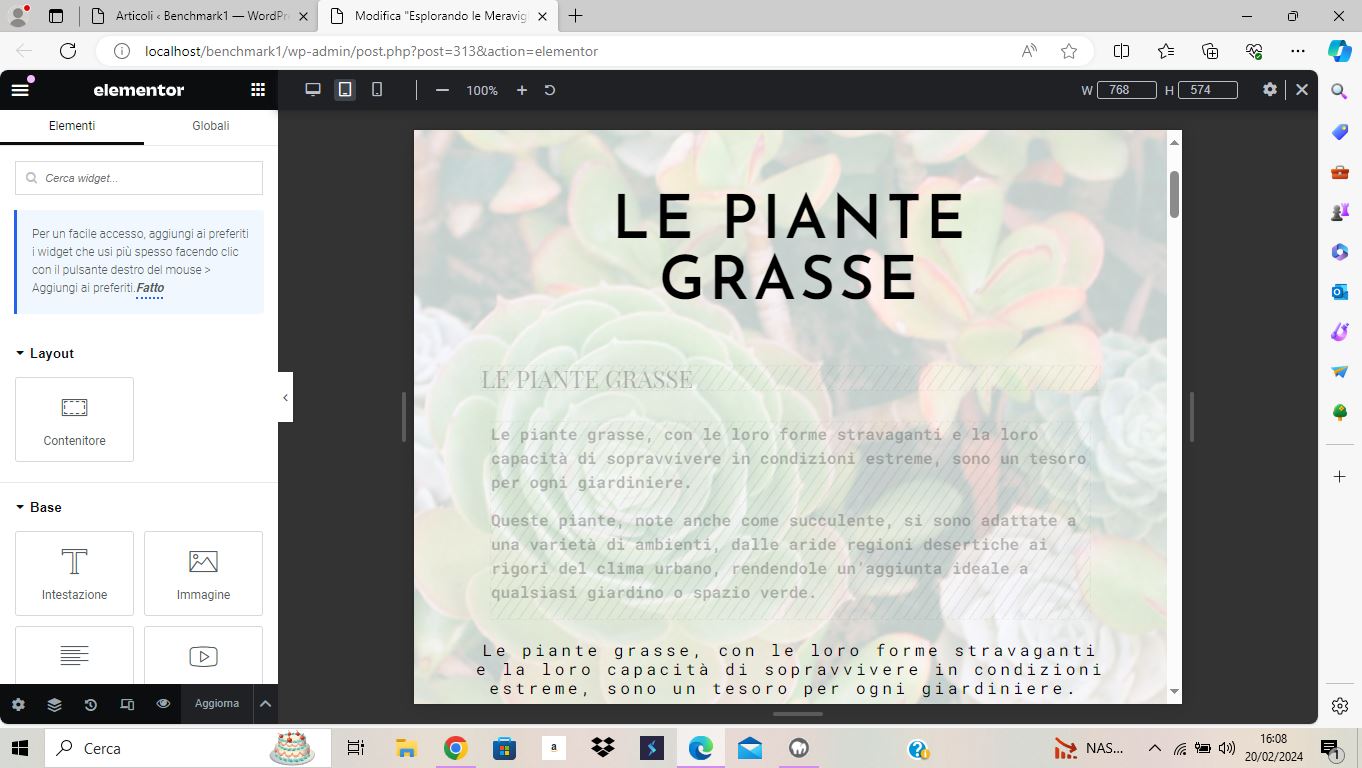 Articoli ‹ Benchmark1 — WordPre
Modifica "Esplorando le Meravigl
localhost/benchmark1/wp-admin/post.php?post=313&action=elementor
elementor
100%
W 768 H 574
Elementi Globali
Cerca widget...
Per un facile accesso, aggiungi ai preferiti
i widget che usi più spesso facendo clic
con il pulsante destro del mouse >
Aggiungi ai preferiti. Fatto
Layout
Contenitore
Base
Intestazione Immagine
Aggiorna
LE PIANTE
GRASSE
LE PIANTE GRASSE
Le piante grasse, con le loro forme stravaganti e la loro
capacità di sopravvivere in condizioni estreme, sono un tesoro
per ogni giardiniere.
Queste piante, note anche come succulente, si sono adattate a
una varietà di ambienti, dalle aride regioni desertiche ai
rigori del clima urbano, rendendole un'aggiunta ideale a
qualsiasi giardino o spazio verde.
Le piante grasse, con le loro forme stravaganti
e la loro capacità di sopravvivere in condizioni
estreme, sono un tesoro per ogni giardiniere.
Cerca
a
NAS...
16:08
20/02/2024
1